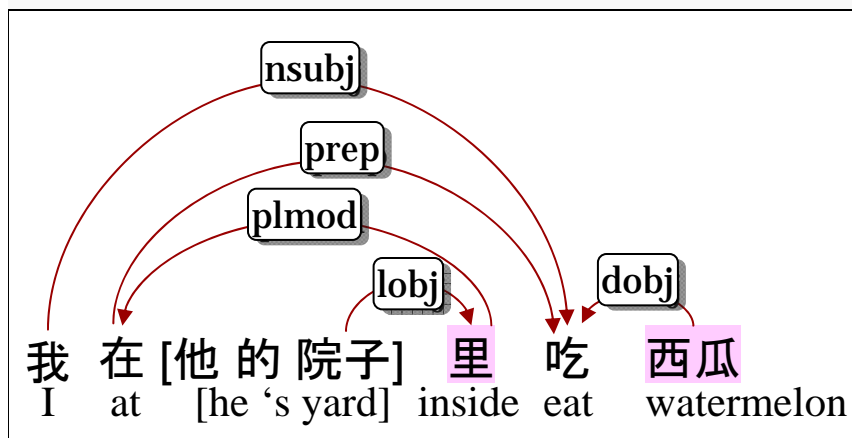 nsubj
prep
plmod
lobj
dobj
我 在 [他 的 院子] 里 吃 西瓜
I at [he ‘s yard] inside eat watermelon